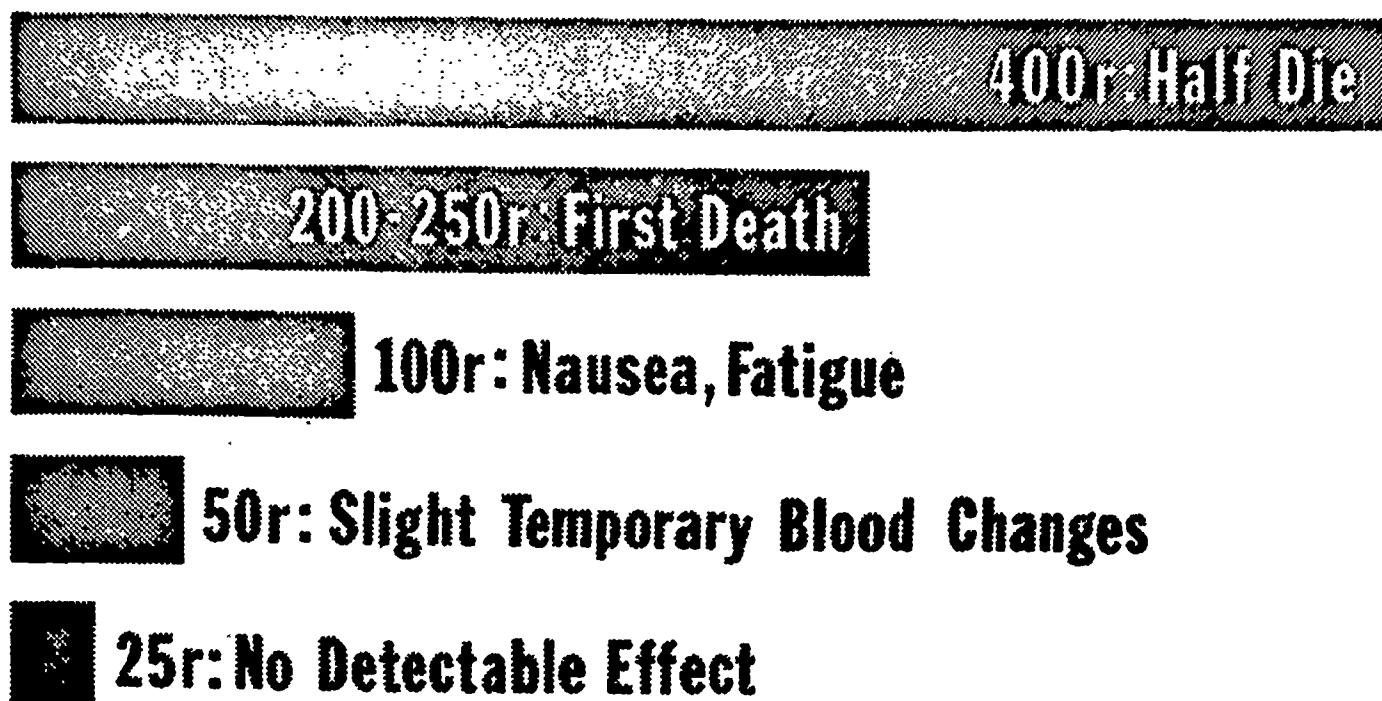 400r: Half Die
200-250r: First Death
100r: Nausea, Fatigue
50r: Slight Temporary Blood Changes
25r: No Detectable Effect